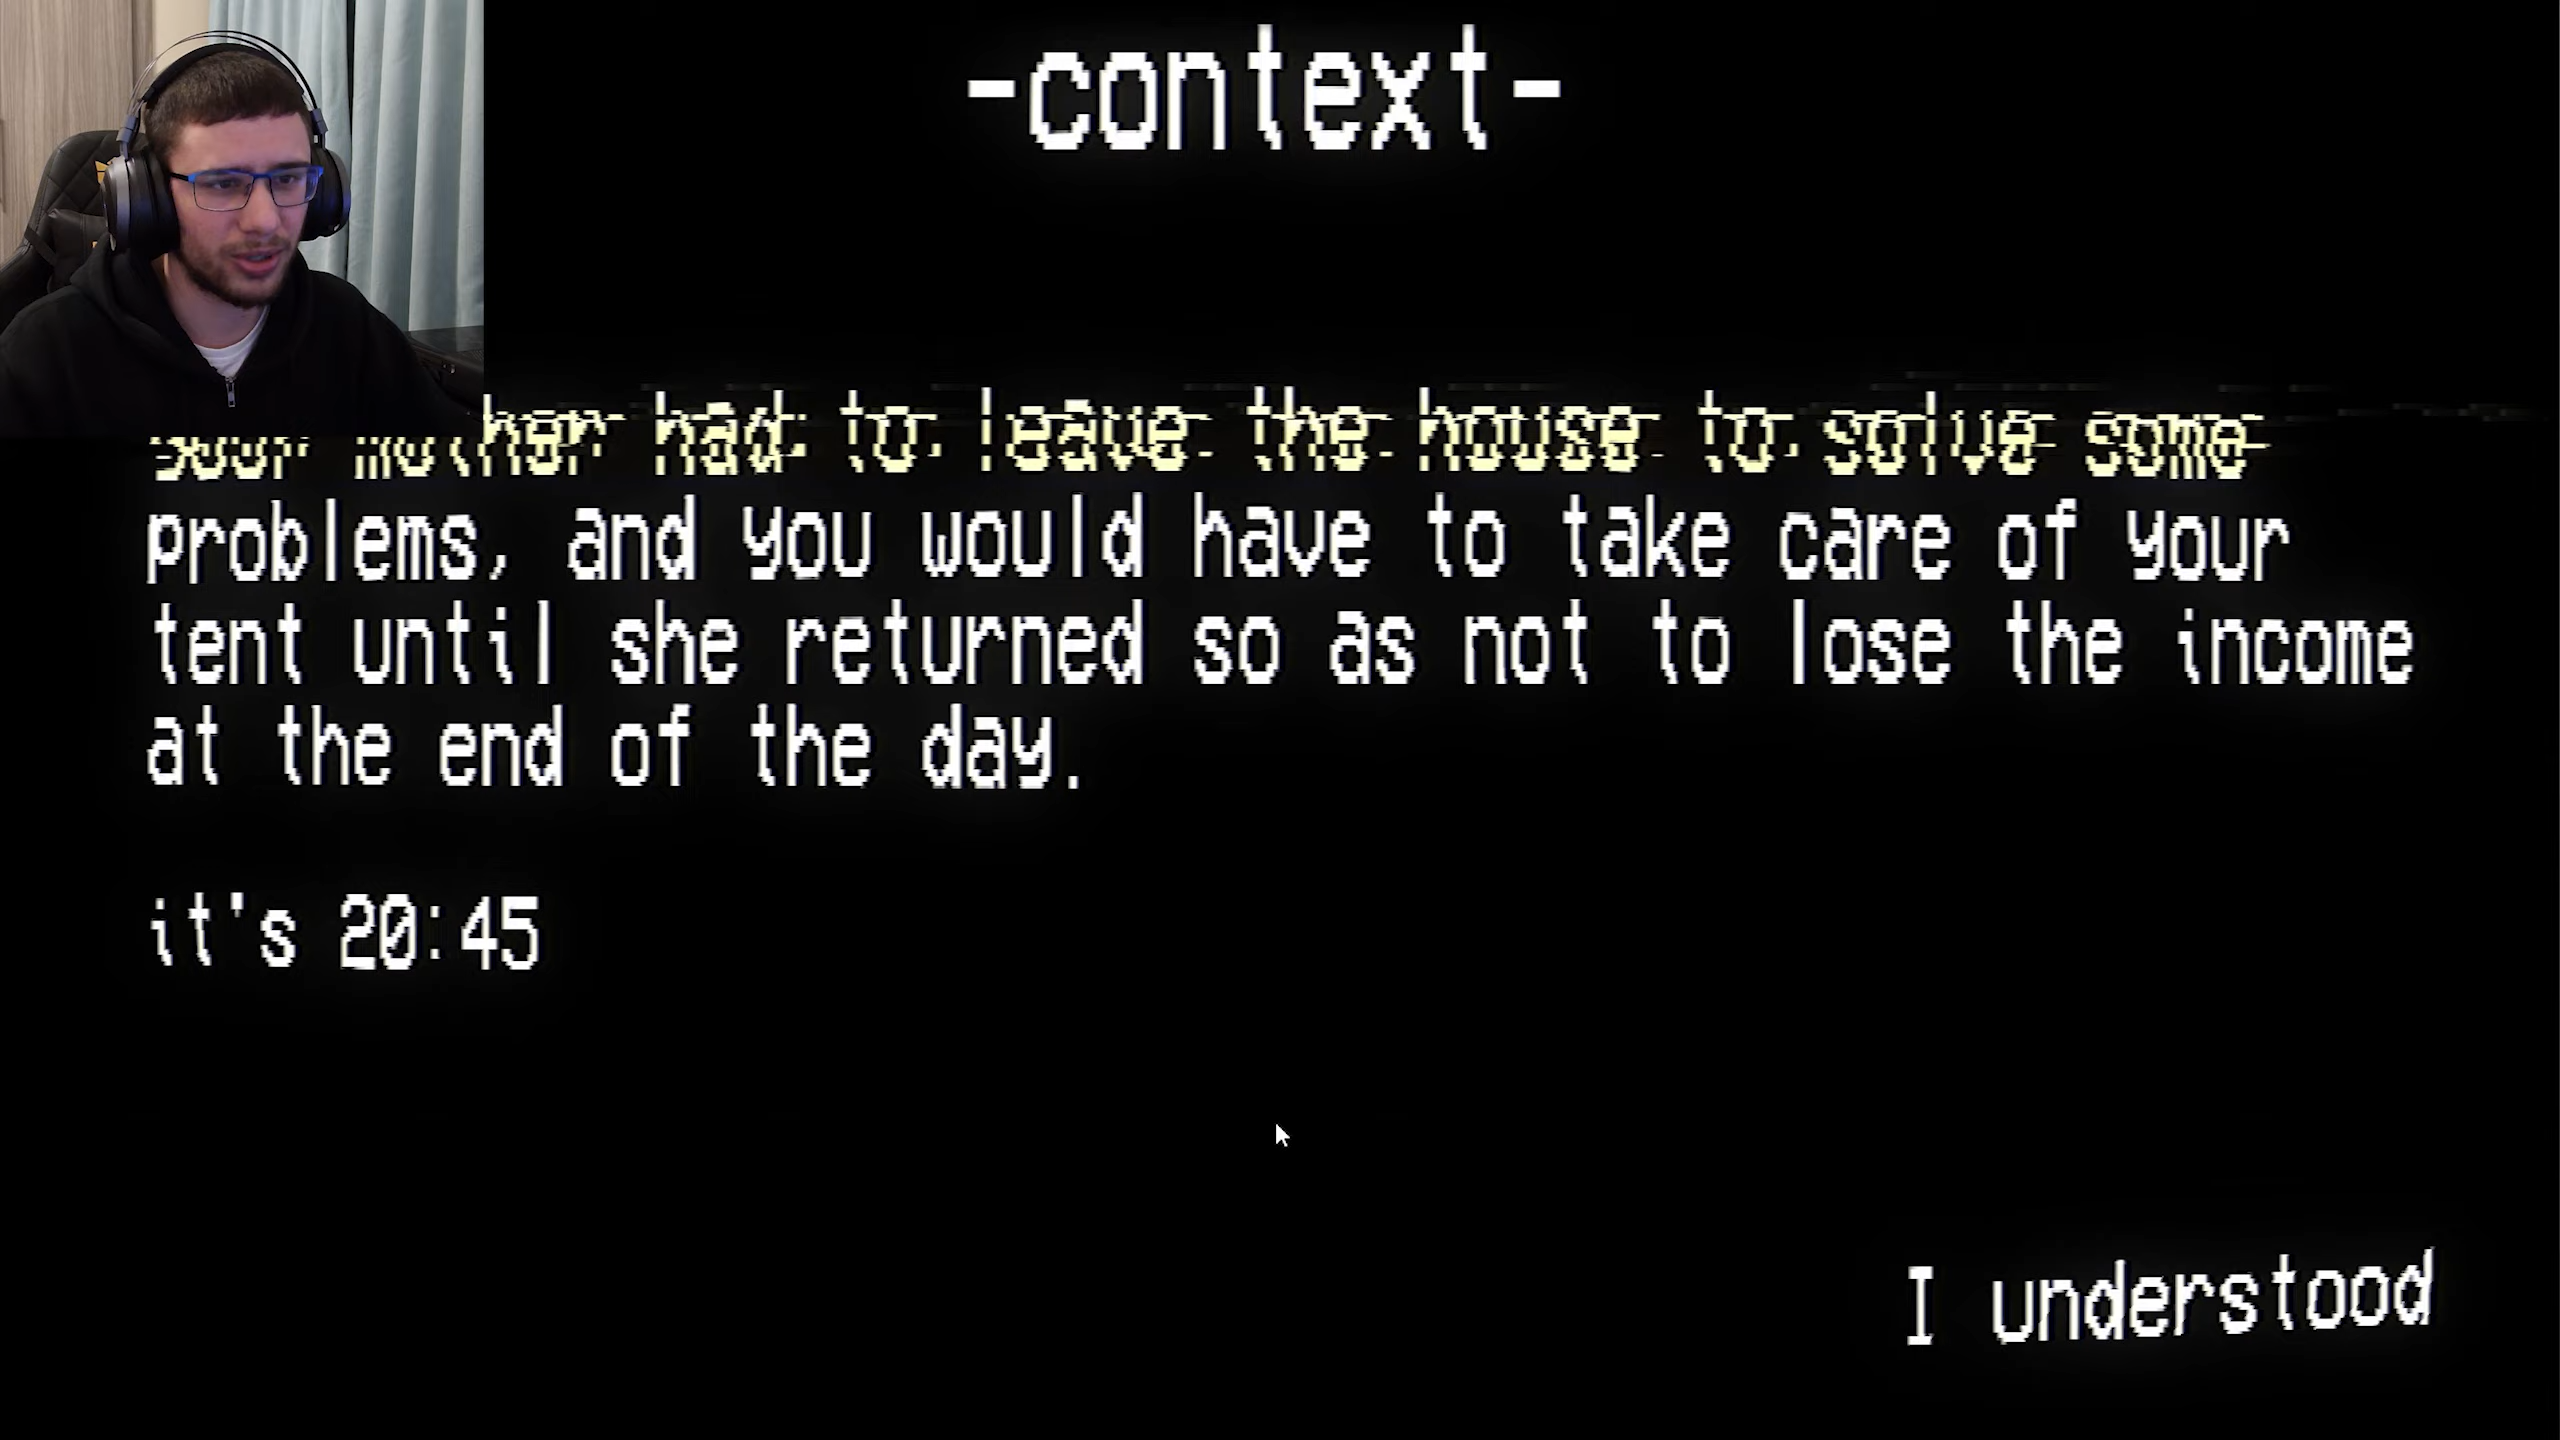 -context-
your mother had to leave the house to solve some
problems, and you would have to take care of your
tent until she returned so as not to lose the income
at the end of the day.
it's 20:45
I understood